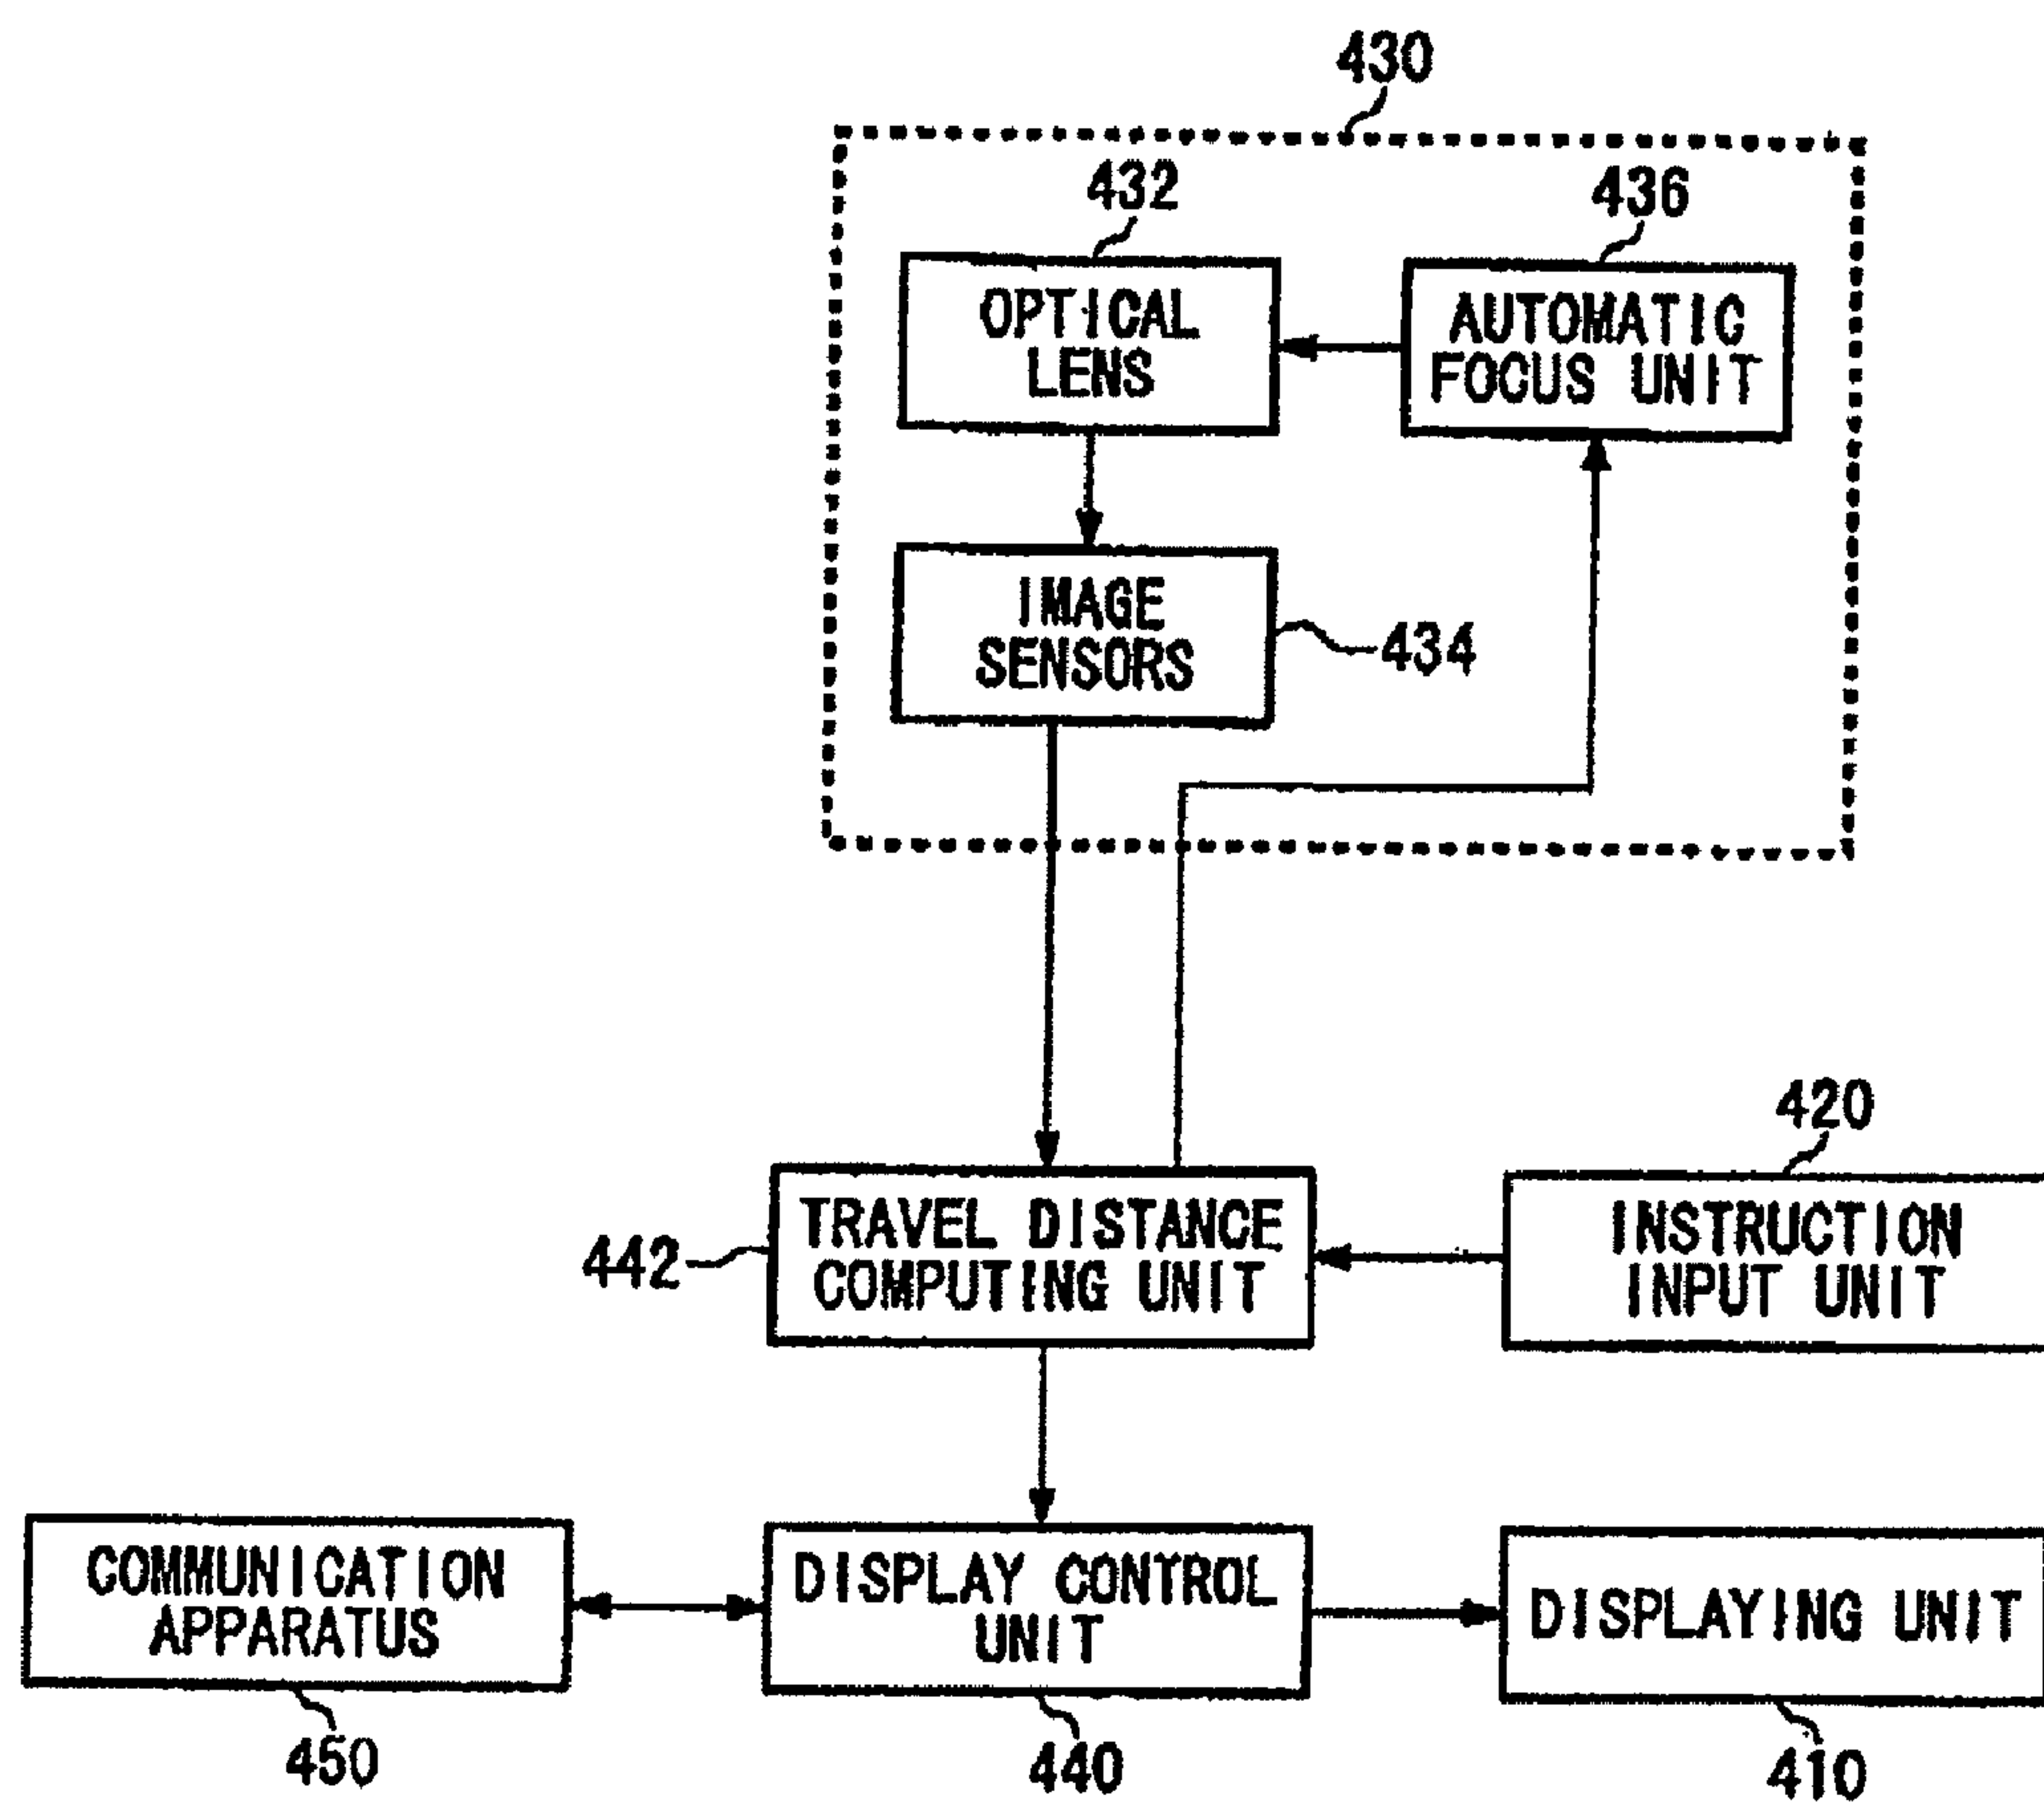 430
432
436
OPTICAL
LENS
AUTOMATIC
FOCUS UNIT
IMAGE
SENSORS
434
420
442
TRAVEL DISTANCE
COMPUTING UNIT
INSTRUCTION
INPUT UNIT
COMMUNICATION
APPARATUS
DISPLAY CONTROL
UNIT
DISPLAYING UNIT
450
440
410